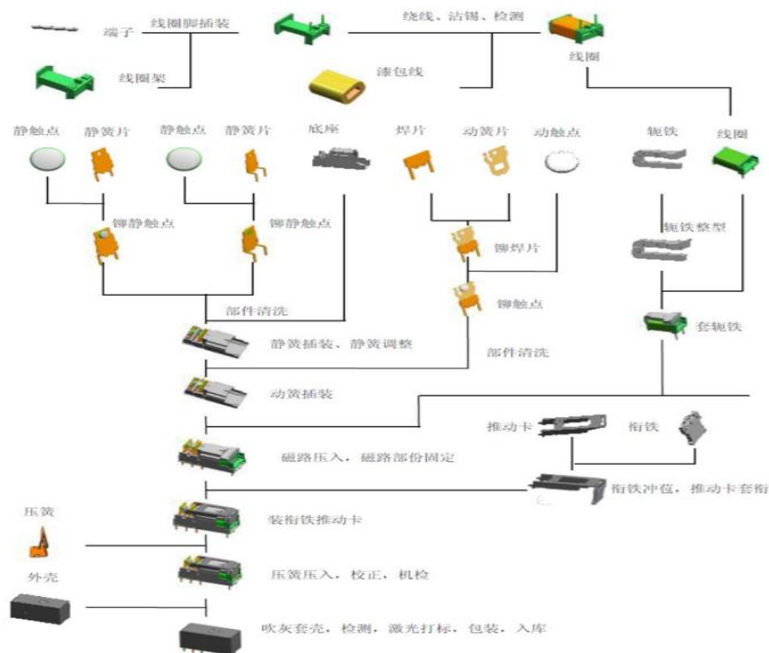 端子
线圈脚插装
绕线、沾锡、检测
线圈
线圈架
漆包线
静触点
静簧片
静触点
静簧片
底座
焊片
动簧片
动触点
轭铁
线圈
铆静触点
铆静触点
铆焊片
轭铁整型
铆触点
部件清洗
套轭铁
静簧插装、静簧调整
部件清洗
动簧插装
推动卡
衔铁
磁路压入，磁路部份固定
衔铁冲莅，推动卡套衔
压簧
装衔铁推动卡
外壳
压簧压入，校正，机检
吹灰套壳，检测，激光打标，包装，入库